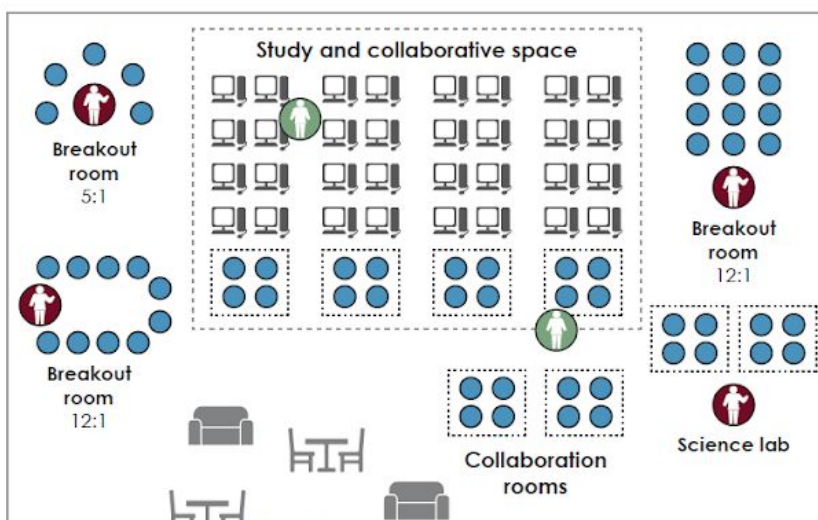 Study and collaborative space
Breakout
room
5:1
Breakout
room
12:1
Breakout
room
12:1
Collaboration
rooms
Science lab